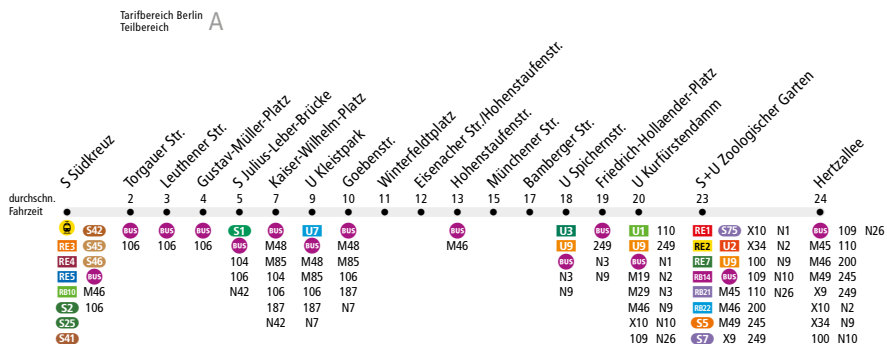 Tarifbereich Berlin
Teilbereich A
S Südkreuz
Torgauer Str.
Leuthener Str.
Gustav-Müller-Platz
S Julius-Leber-Brücke
Kaiser-Wilhelm-Platz
U Kleistpark
Goebenstr.
Winterfeldtplatz
Eisenacher Str./Hohenstaufenstr.
Hohenstaufenstr.
Münchener Str.
Bamberger Str.
U Spichernstr.
Friedrich-Hollaender-Platz
U Kurfürstendamm
S+U Zoologischer Garten
Hertzallee
durchschn. 2 3 4 5 7 9 10 11 12 13 15 17 18 19 20 23 24
Fahrzeit
S42 BUS BUS BUS S1 BUS U7 BUS BUS U3 BUS U1 110 RE1 S75 X10 N1 BUS 109 N26
RE3 S45 106 106 106 BUS M48 BUS M48 M46 U9 249 U9 249 RE2 U2 X34 N2 M45 110
RE4 S46 104 M85 M48 M85 BUS N3 BUS N1 RE7 U9 100 N9 M46 200
RE5 BUS 106 104 M85 106 N3 N9 M19 N2 RB14 BUS 109 N10 M49 245
RB10 M46 N42 106 106 187 N9 M29 N3 RB21 M45 110 N26 X9 249
S2 106 187 187 N7 M46 N9 RB22 M46 200 X10 N2
S25 N42 N7 X10 N10 S5 M49 245 X34 N9
S41 109 N26 S7 X9 249 100 N10